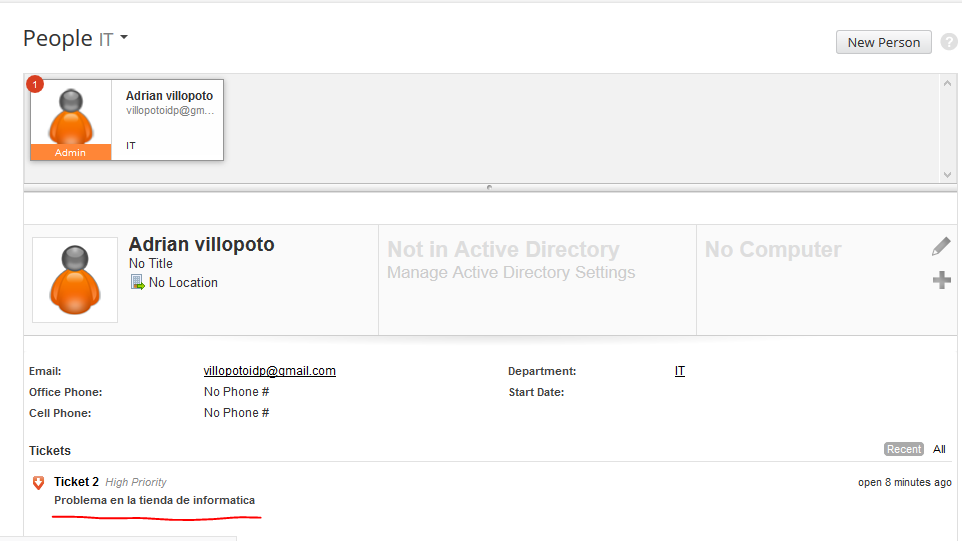 People IT
New Person
?
1
Adrian villopoto
villopotoidp@gm...
IT
Admin
Adrian villopoto
No Title
No Location
Not in Active Directory
Manage Active Directory Settings
No Computer
Email: villopotoidp@gmail.com Department: IT
Office Phone: No Phone # Start Date:
Cell Phone: No Phone #
Tickets Recent All
Ticket 2 High Priority open 8 minutes ago
Problema en la tienda de informatica